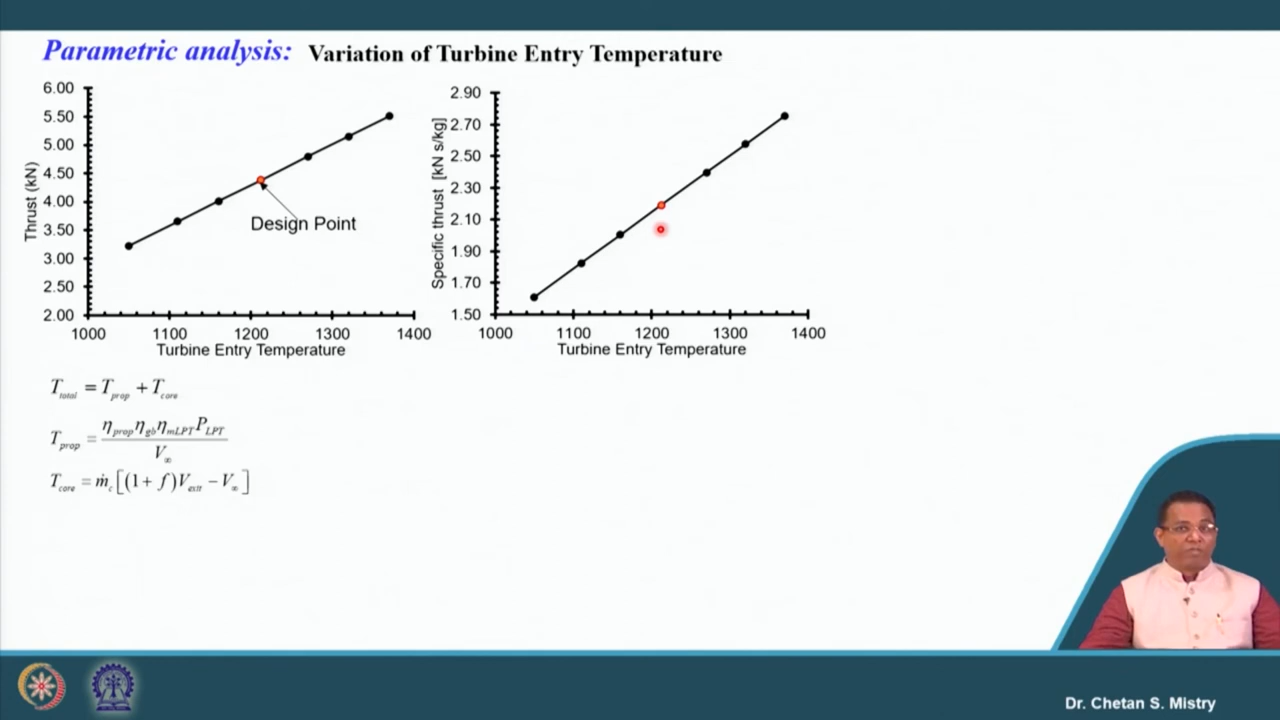 Parametric analysis: Variation of Turbine Entry Temperature
6.00
5.50
5.00
4.50
4.00
3.50
3.00
2.50
2.00
Thrust (kN)
Design Point
1000 1100 1200 1300 1400
Turbine Entry Temperature
2.90
2.70
2.50
2.30
2.10
1.90
1.70
1.50
Specific thrust [kN s/kg]
1000 1100 1200 1300 1400
Turbine Entry Temperature
T_total = T_prop + T_core
T_prop = η_prop η_gb η_mLPT P_LPT / V_∞
T_core = ṁ_c [(1 + f)V_exit − V_∞]
Dr. Chetan S. Mistry